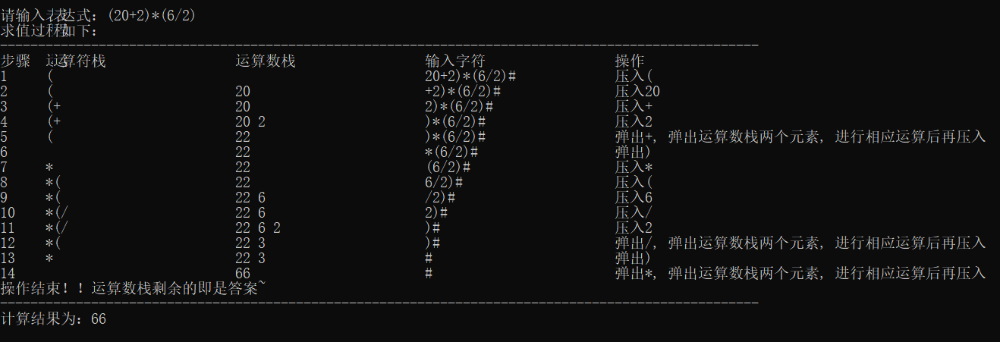 请输入表达式：(20+2)*(6/2)
求值过程如下：
----------------------------------------------------------------------------------------------------
步骤 运算符栈 运算数栈 输入字符 操作
1 ( 20+2)*(6/2)# 压入(
2 ( 20 +2)*(6/2)# 压入20
3 (+ 20 2)*(6/2)# 压入+
4 (+ 20 2 )*(6/2)# 压入2
5 ( 22 )*(6/2)# 弹出+, 弹出运算数栈两个元素, 进行相应运算后再压入
6 22 *(6/2)# 弹出)
7 * 22 (6/2)# 压入*
8 *( 22 6/2)# 压入(
9 *( 22 6 /2)# 压入6
10 *(/ 22 6 2)# 压入/
11 *(/ 22 6 2 )# 压入2
12 *( 22 3 )# 弹出/, 弹出运算数栈两个元素, 进行相应运算后再压入
13 * 22 3 # 弹出)
14 66 # 弹出*, 弹出运算数栈两个元素, 进行相应运算后再压入
操作结束！！运算数栈剩余的即是答案~
----------------------------------------------------------------------------------------------------
计算结果为：66